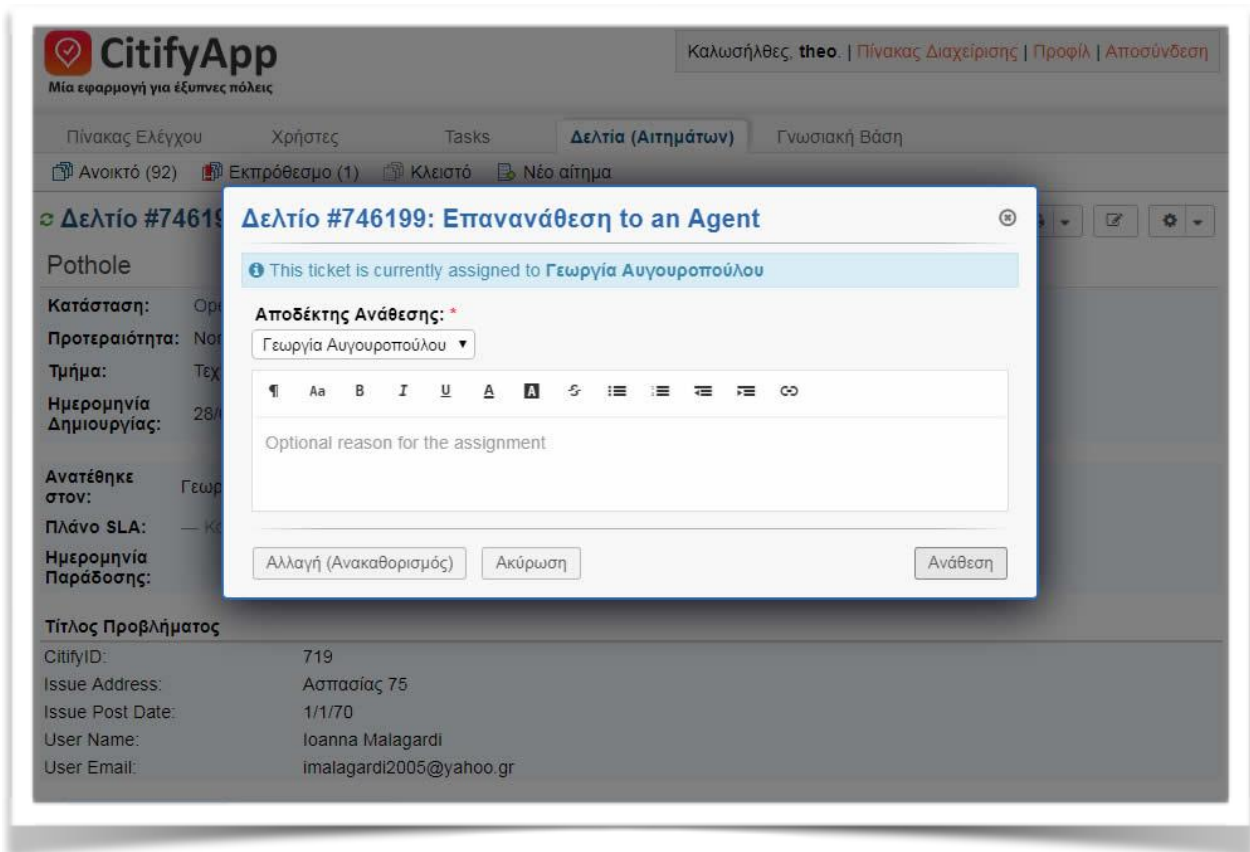 CitifyApp
Μία εφαρμογή για έξυπνες πόλεις
Καλωσήλθες, theo. | Πίνακας Διαχείρισης | Προφίλ | Αποσύνδεση
Πίνακας Ελέγχου Χρήστες Tasks Δελτία (Αιτημάτων) Γνωσιακή Βάση
Ανοικτό (92) Εκπρόθεσμο (1) Κλειστό Νέο αίτημα
Δελτίο #746199
Pothole
Δελτίο #746199: Επανανάθεση to an Agent
This ticket is currently assigned to Γεωργία Αυγουροπούλου
Αποδέκτης Ανάθεσης: *
Γεωργία Αυγουροπούλου
Aa B I U A A S
Optional reason for the assignment
Αλλαγή (Ανακαθορισμός) Ακύρωση Ανάθεση
Κατάσταση:
Προτεραιότητα:
Τμήμα:
Ημερομηνία
Δημιουργίας:
Ανατέθηκε
στον:
Πλάνο SLA:
Ημερομηνία
Παράδοσης:
Τίτλος Προβλήματος
CitifyID: 719
Issue Address: Ασπασίας 75
Issue Post Date: 1/1/70
User Name: Ioanna Malagardi
User Email: imalagardi2005@yahoo.gr